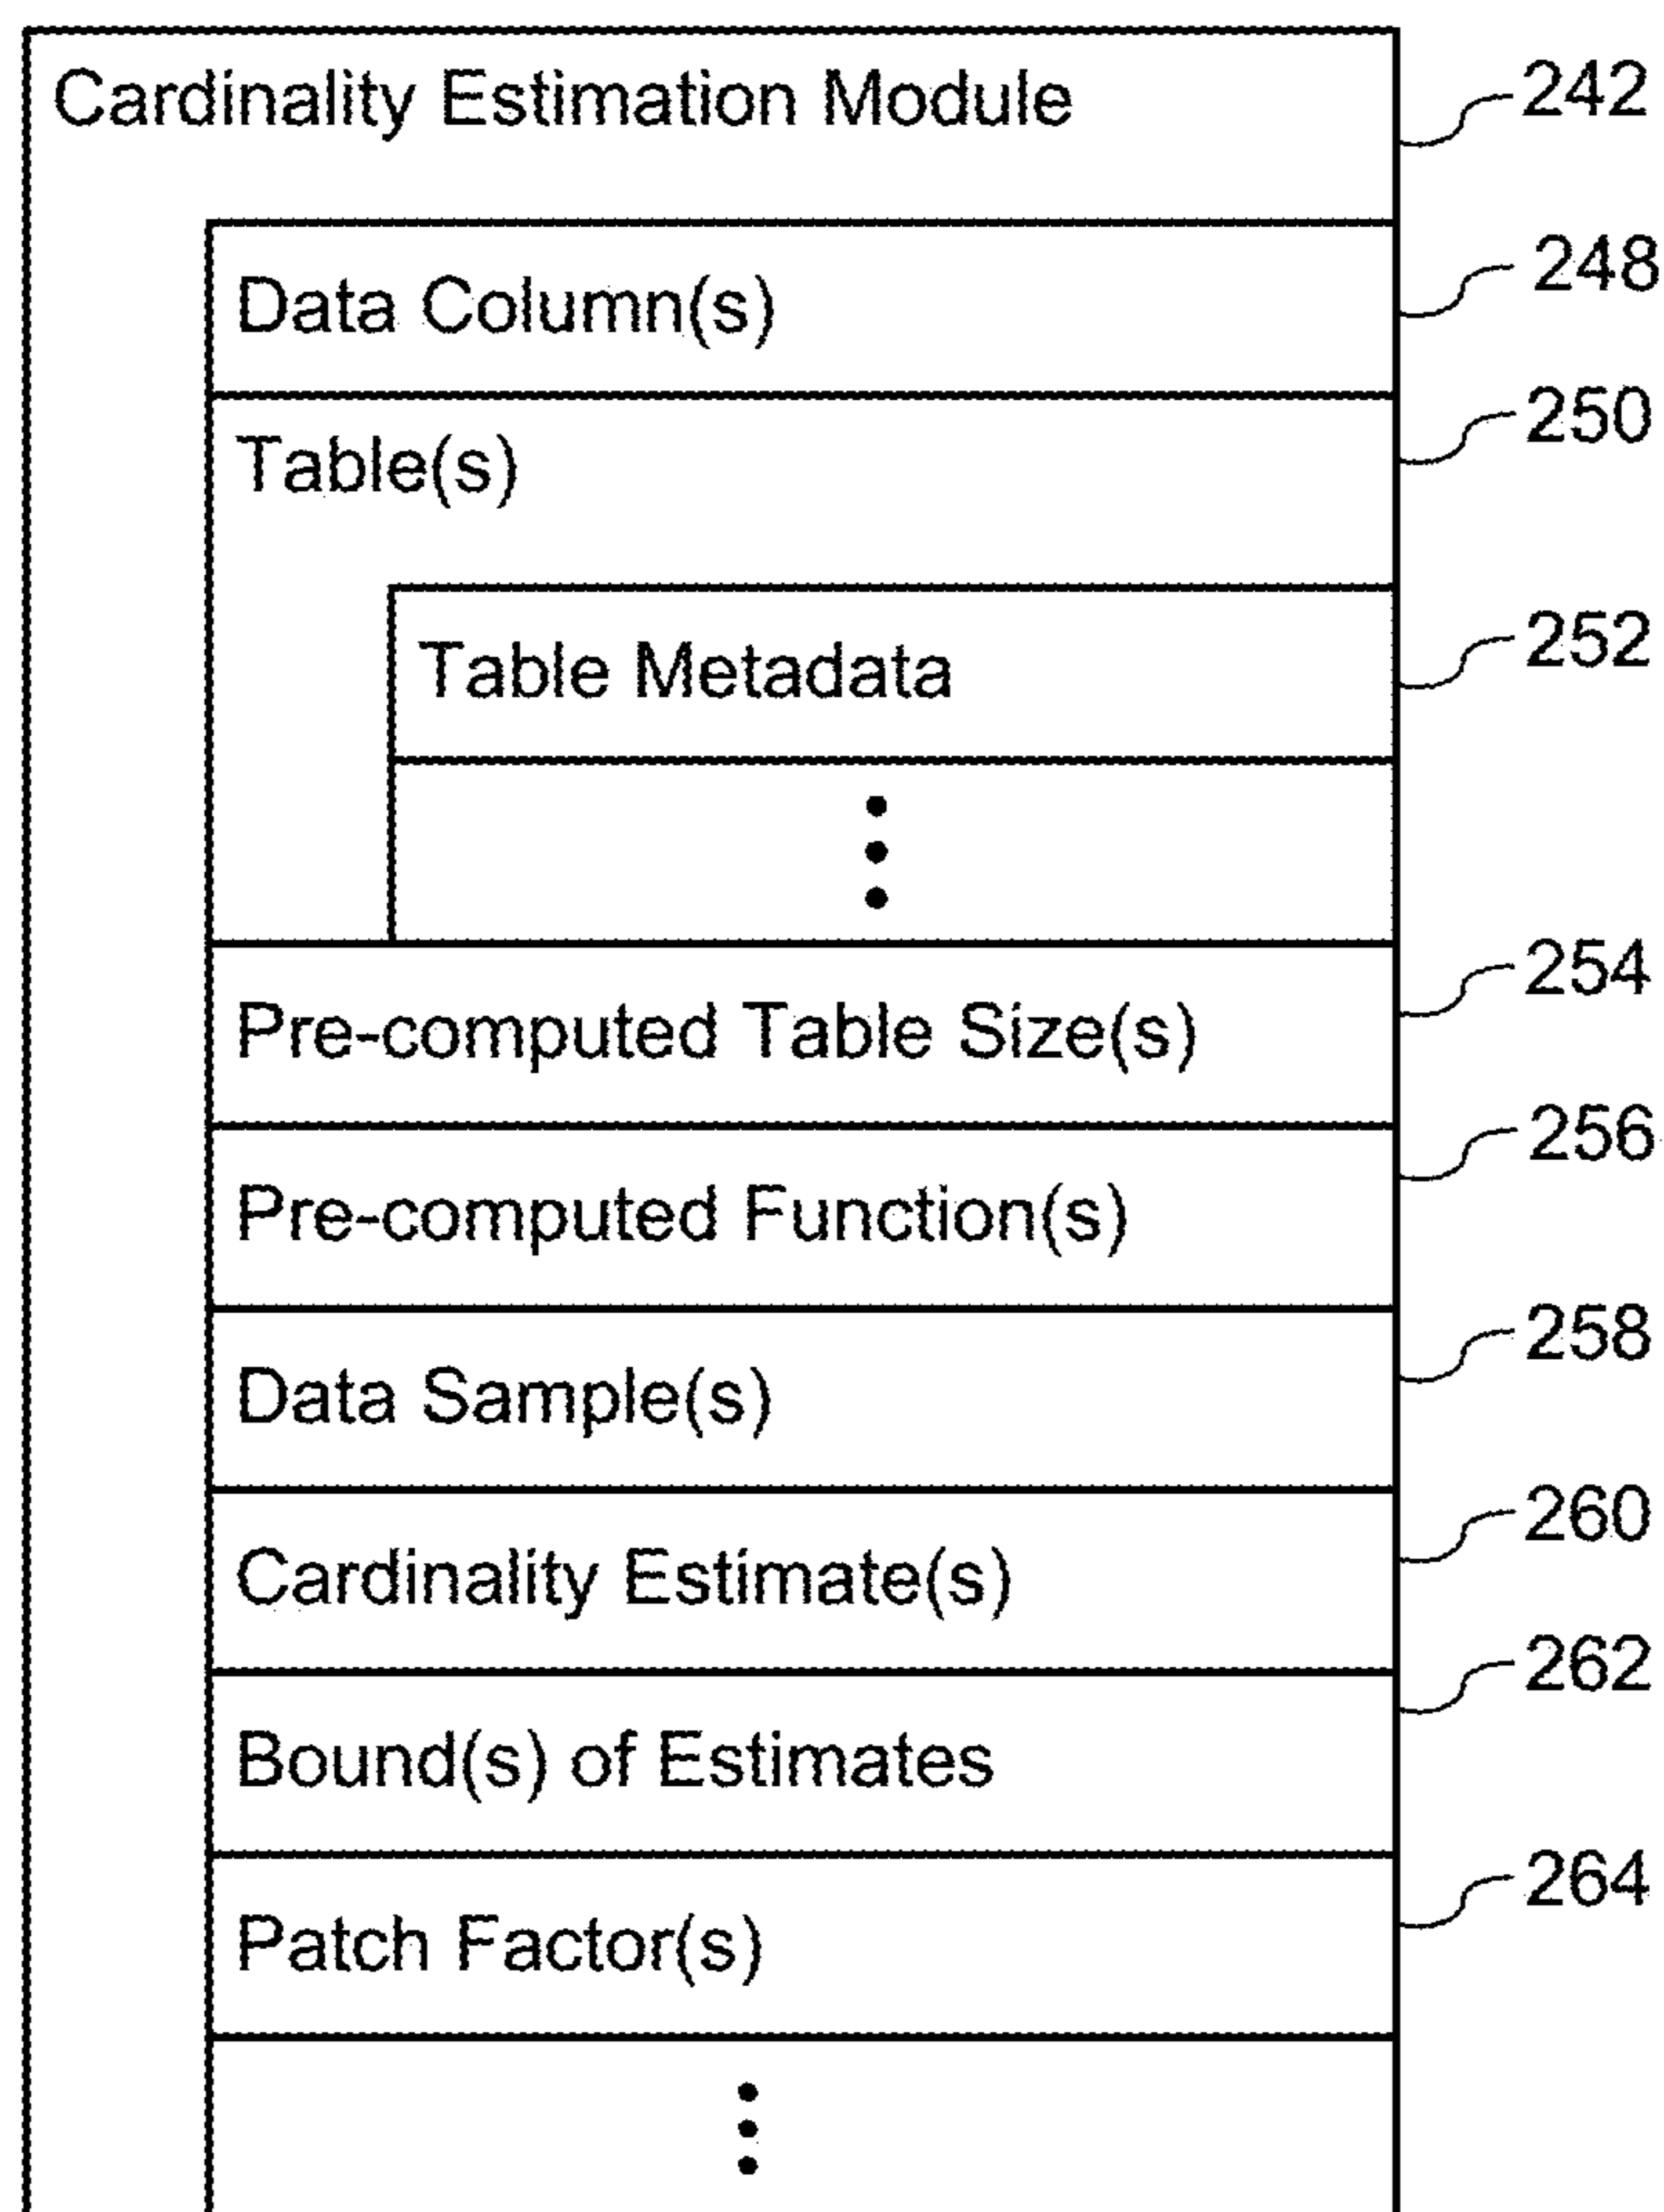 Cardinality Estimation Module 242
Data Column(s) 248
Table(s) 250
Table Metadata 252
Pre-computed Table Size(s) 254
Pre-computed Function(s) 256
Data Sample(s) 258
Cardinality Estimate(s) 260
Bound(s) of Estimates 262
Patch Factor(s) 264